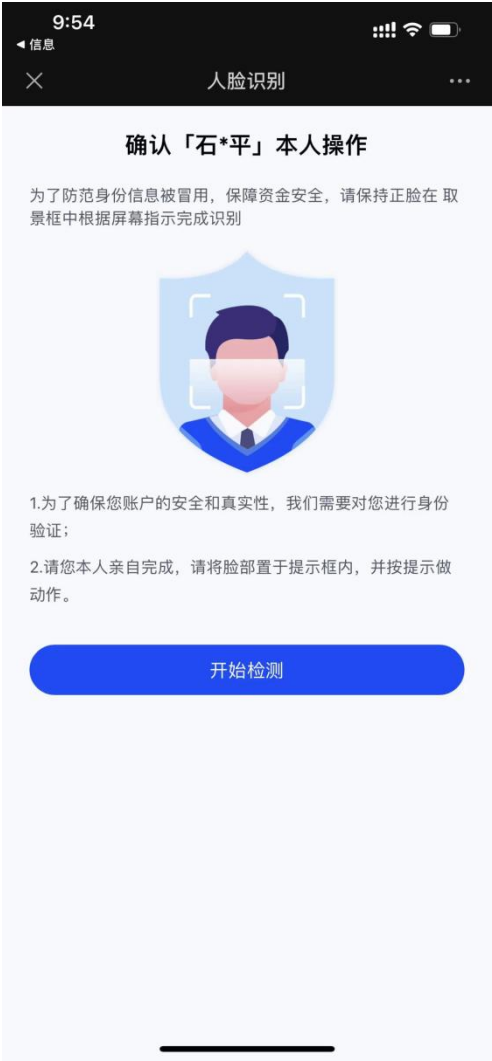 9:54
◀ 信息
人脸识别
确认「石*平」本人操作
为了防范身份信息被冒用，保障资金安全，请保持正脸在 取
景框中根据屏幕指示完成识别
1.为了确保您账户的安全和真实性，我们需要对您进行身份
验证；
2.请您本人亲自完成，请将脸部置于提示框内，并按提示做
动作。
开始检测